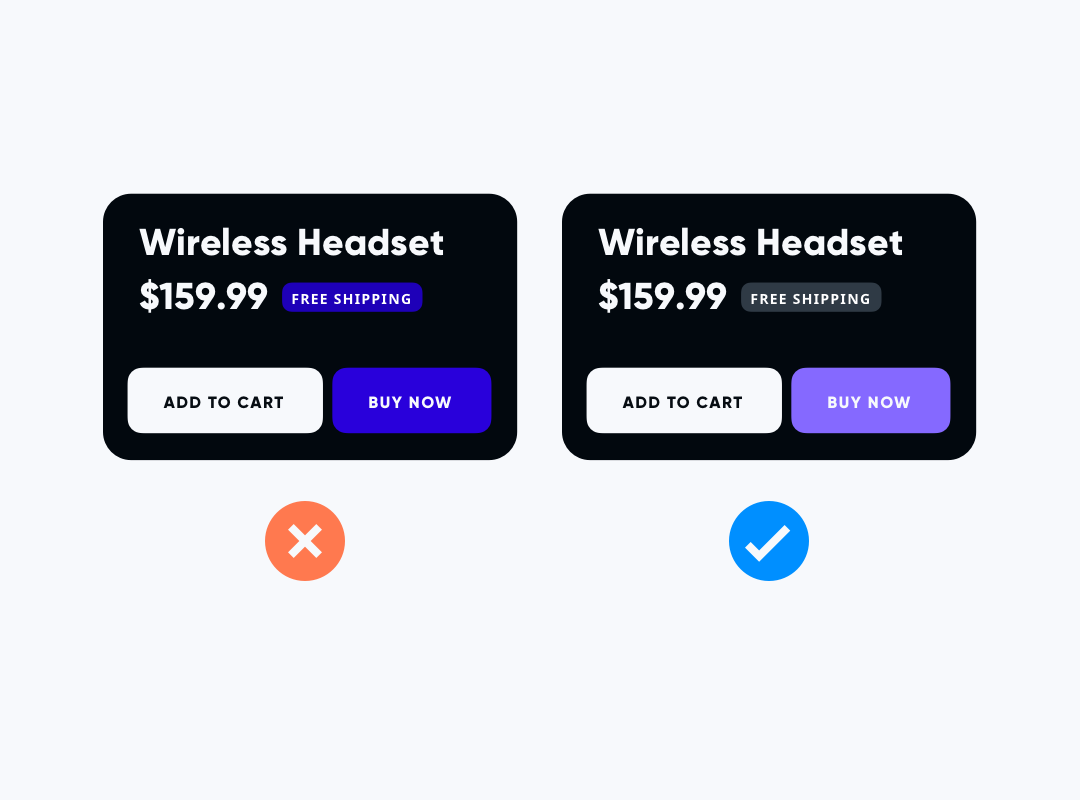 Wireless Headset
$159.99 FREE SHIPPING
ADD TO CART BUY NOW
Wireless Headset
$159.99 FREE SHIPPING
ADD TO CART BUY NOW